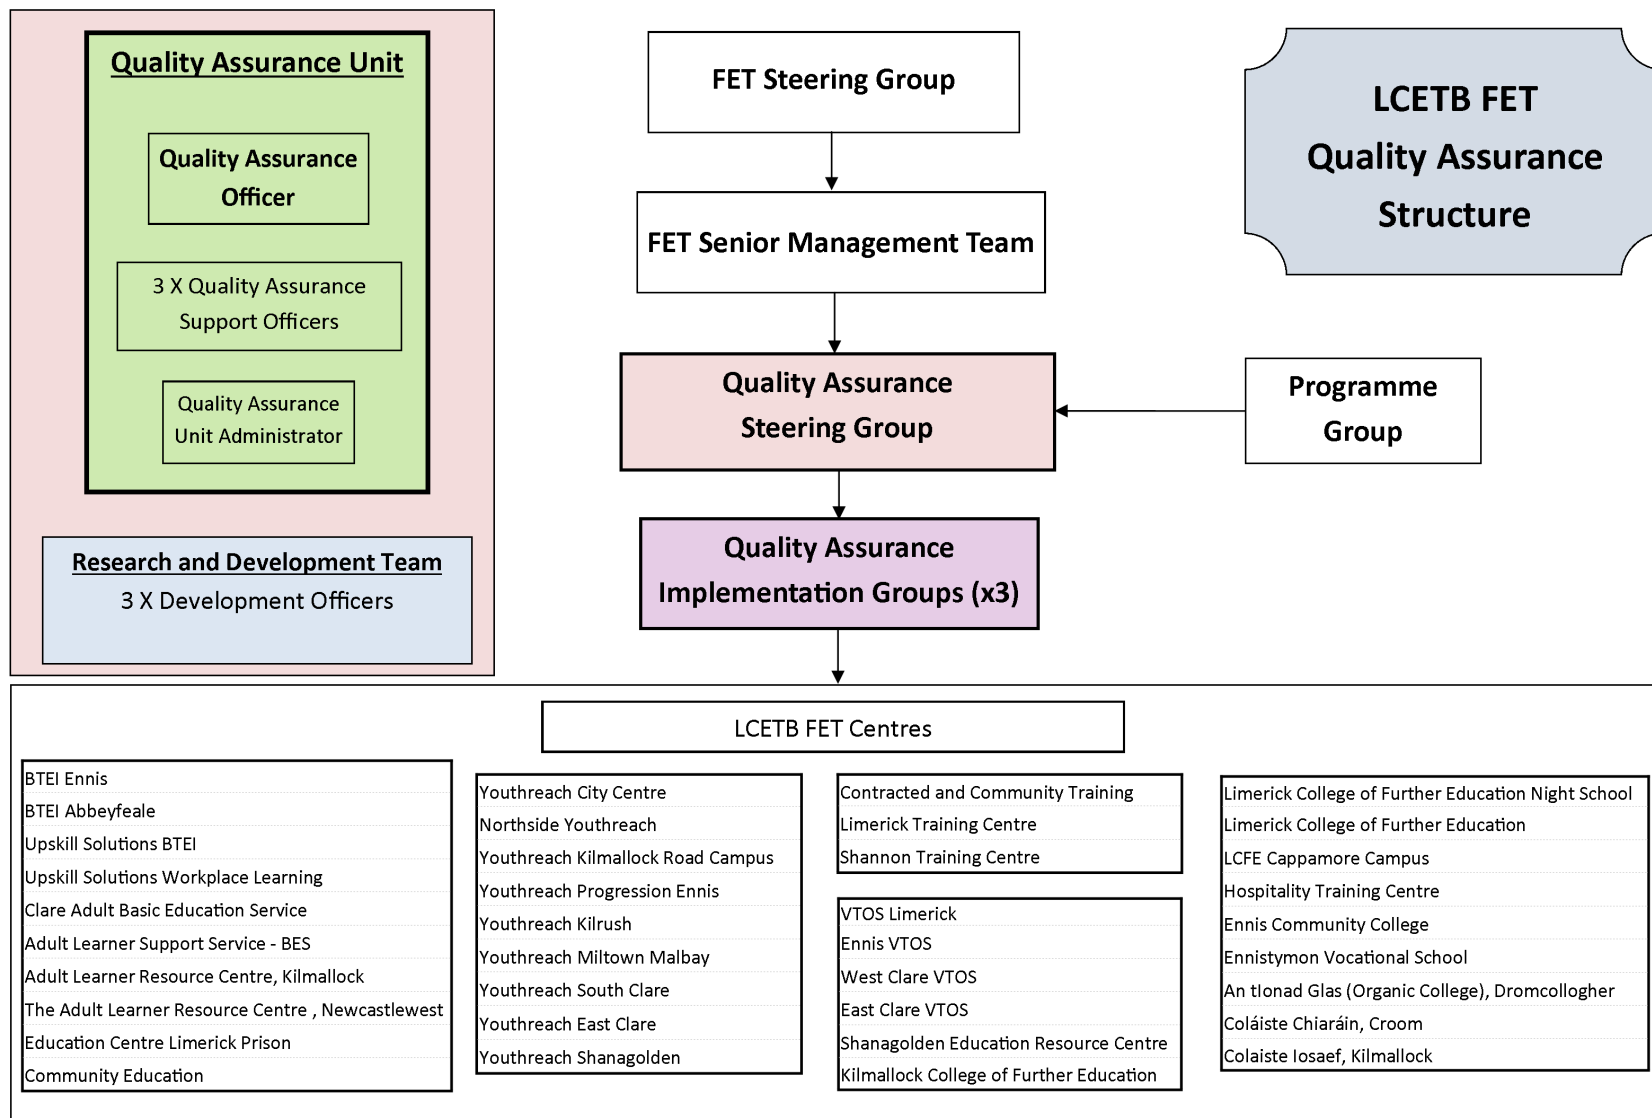 Quality Assurance Unit
Quality Assurance
Officer
3 X Quality Assurance
Support Officers
Quality Assurance
Unit Administrator
Research and Development Team
3 X Development Officers
FET Steering Group
FET Senior Management Team
Quality Assurance
Steering Group
Quality Assurance
Implementation Groups (x3)
LCETB FET
Quality Assurance
Structure
Programme
Group
LCETB FET Centres
BTEI Ennis
BTEI Abbeyfeale
Upskill Solutions BTEI
Upskill Solutions Workplace Learning
Clare Adult Basic Education Service
Adult Learner Support Service - BES
Adult Learner Resource Centre, Kilmallock
The Adult Learner Resource Centre , Newcastlewest
Education Centre Limerick Prison
Community Education
Youthreach City Centre
Northside Youthreach
Youthreach Kilmallock Road Campus
Youthreach Progression Ennis
Youthreach Kilrush
Youthreach Miltown Malbay
Youthreach South Clare
Youthreach East Clare
Youthreach Shanagolden
Contracted and Community Training
Limerick Training Centre
Shannon Training Centre
VTOS Limerick
Ennis VTOS
West Clare VTOS
East Clare VTOS
Shanagolden Education Resource Centre
Kilmallock College of Further Education
Limerick College of Further Education Night School
Limerick College of Further Education
LCFE Cappamore Campus
Hospitality Training Centre
Ennis Community College
Ennistymon Vocational School
An tIonad Glas (Organic College), Dromcollogher
Coláiste Chiaráin, Croom
Colaiste Iosaef, Kilmallock